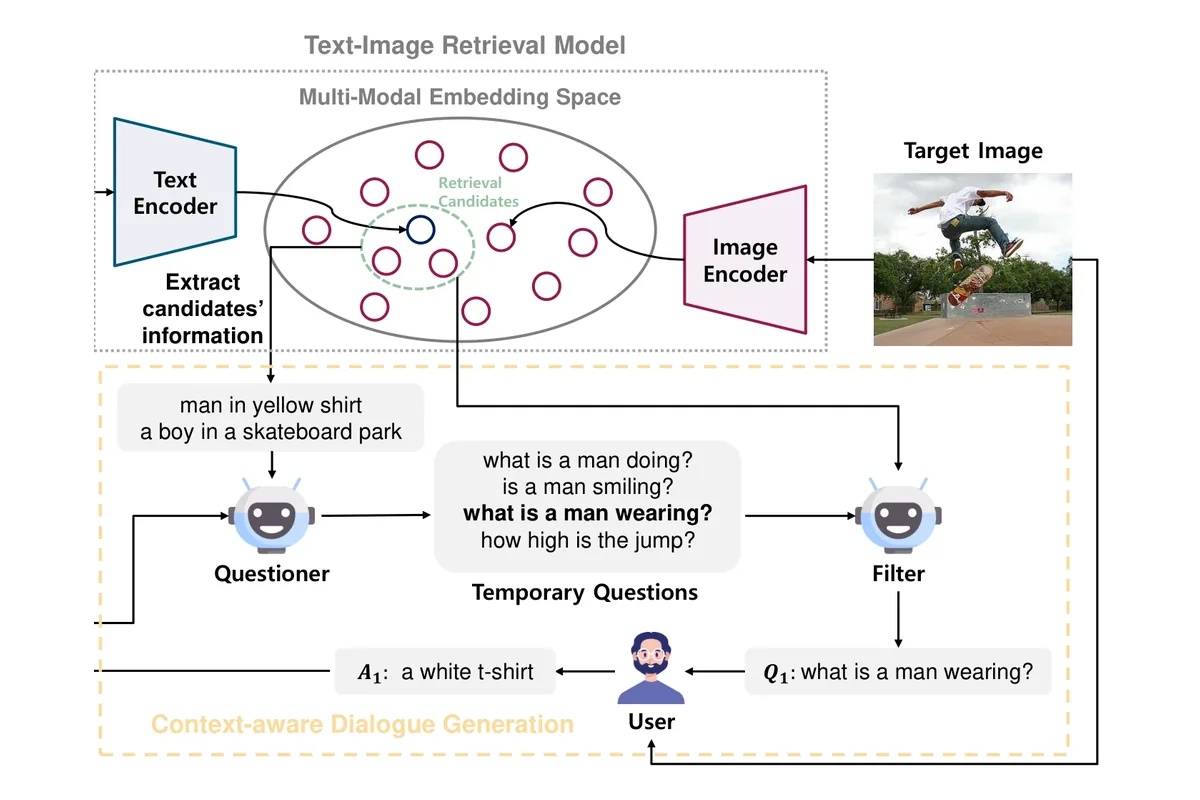 Text-Image Retrieval Model
Multi-Modal Embedding Space
Text
Encoder
Retrieval
Candidates
Target Image
Image
Encoder
Extract
candidates’
information
man in yellow shirt
a boy in a skateboard park
what is a man doing?
is a man smiling?
what is a man wearing?
how high is the jump?
Questioner
Temporary Questions
Filter
A1: a white t-shirt
Q1: what is a man wearing?
User
Context-aware Dialogue Generation